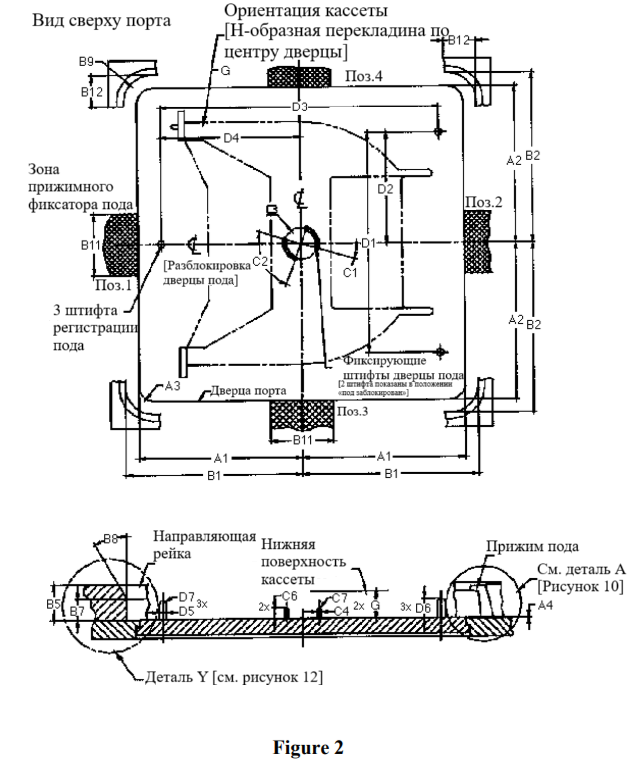 Вид сверху порта
Ориентация кассеты
[Н-образная перекладина по
центру дверцы]
B12
B9
G
Поз.4
B12
D3
D4
A2
B2
D2
Зона
прижимного
фиксатора пода
Поз.2
B11
[Разблокировка
дверцы пода]
C2
D1
C1
Поз.1
3 штифта
регистрации
пода
A2
B2
Фиксирующие
штифты дверцы пода
[2 штифта показаны в положении
«под заблокирован»]
A3
Дверца порта
Поз.3
B11
A1
A1
B1
B1
B8
Направляющая
рейка
Нижняя
поверхность
кассеты
Прижим пода
См. деталь A
[Рисунок 10]
B5
B7
D7
3x
D5
C6
2x
C7
2x
C4
G
3x
D6
A4
Деталь Y [см. рисунок 12]
Figure 2